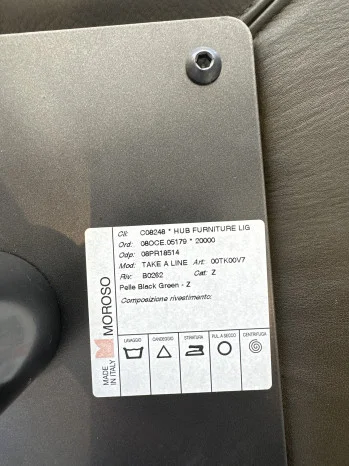 Cli: C08248 * HUB FURNITURE LIG
Ord: 08OCE.05179 * 20000
Odp: 08PR18514
Mod: TAKE A LINE Art: 00TK00V7
Riv: B0262 Cat: Z
Pelle Black Green - Z
Composizione rivestimento:
MOROSO
MADE
IN ITALY
LAVAGGIO CANDEGGIO STIRATURA PUL. A SECCO CENTRIFUGA